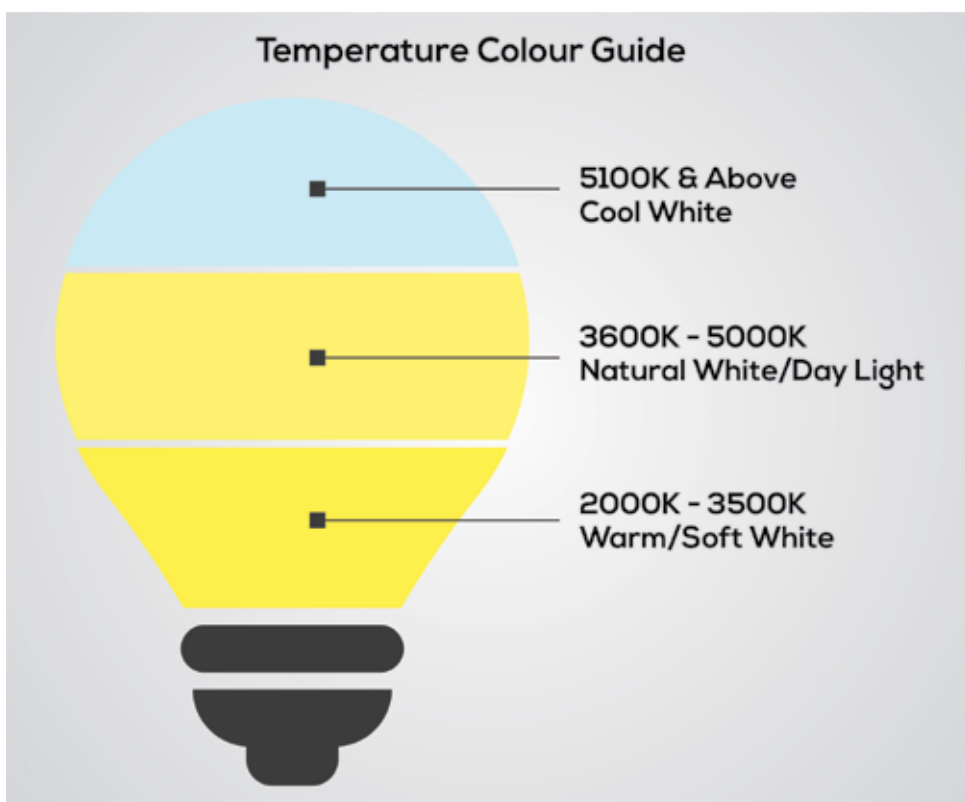 Temperature Colour Guide
5100K & Above
Cool White
3600K - 5000K
Natural White/Day Light
2000K - 3500K
Warm/Soft White